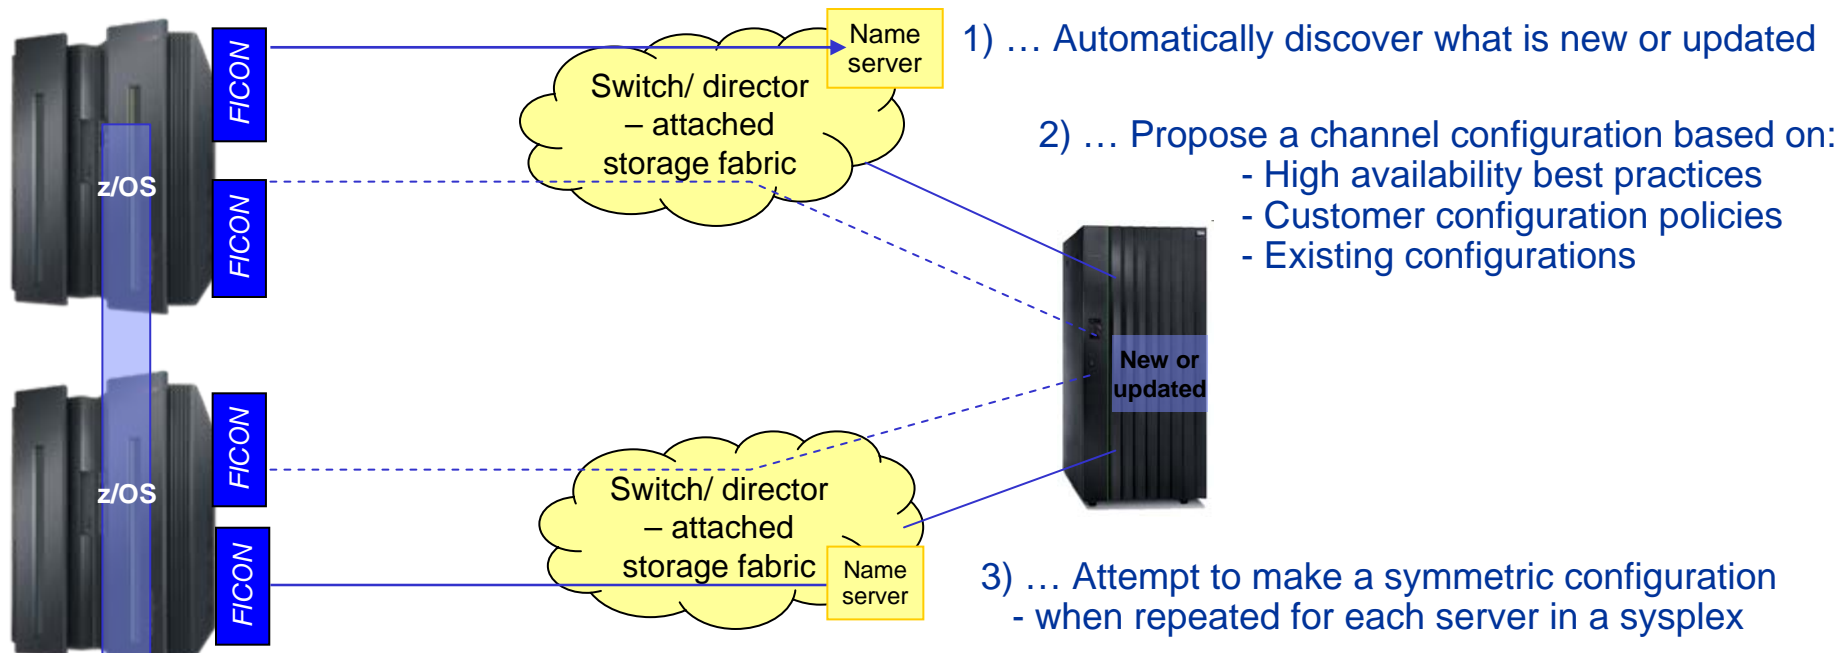 FICON
Name
server
1) … Automatically discover what is new or updated
Switch/ director
– attached
storage fabric
2) … Propose a channel configuration based on:
- High availability best practices
- Customer configuration policies
- Existing configurations
z/OS
FICON
New or
updated
FICON
z/OS
Switch/ director
– attached
storage fabric
FICON
Name
server
3) … Attempt to make a symmetric configuration
- when repeated for each server in a sysplex